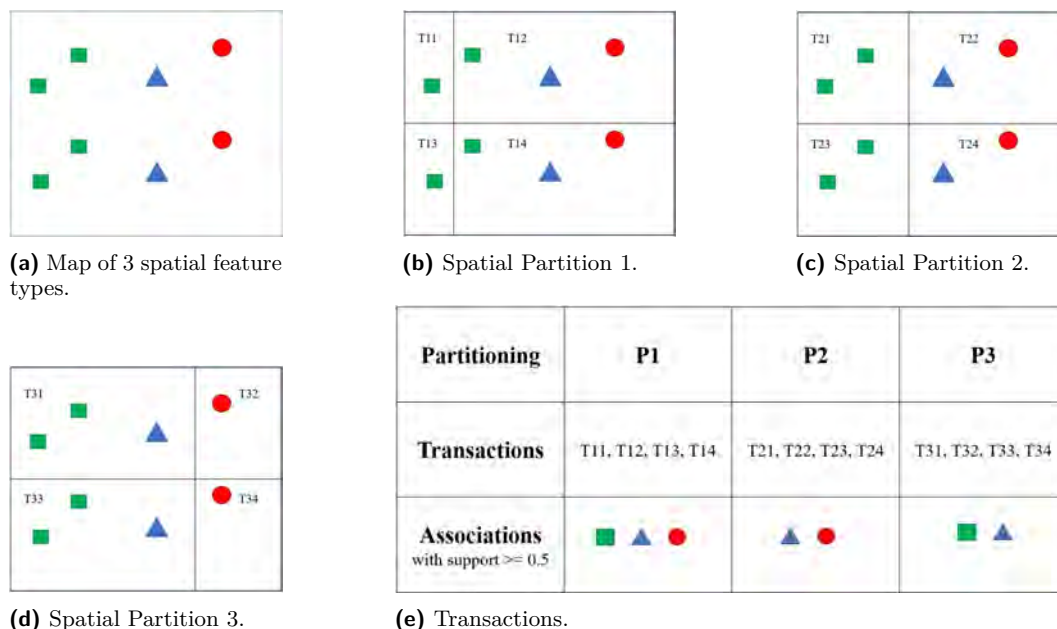 T11
T12
T21
T22
T13
T14
T23
T24
(a) Map of 3 spatial feature
types.
(b) Spatial Partition 1.
(c) Spatial Partition 2.
T31
T32
T33
T34
(d) Spatial Partition 3.
Partitioning
P1
P2
P3
Transactions
T11, T12, T13, T14
T21, T22, T23, T24
T31, T32, T33, T34
Associations
with support >= 0.5
(e) Transactions.